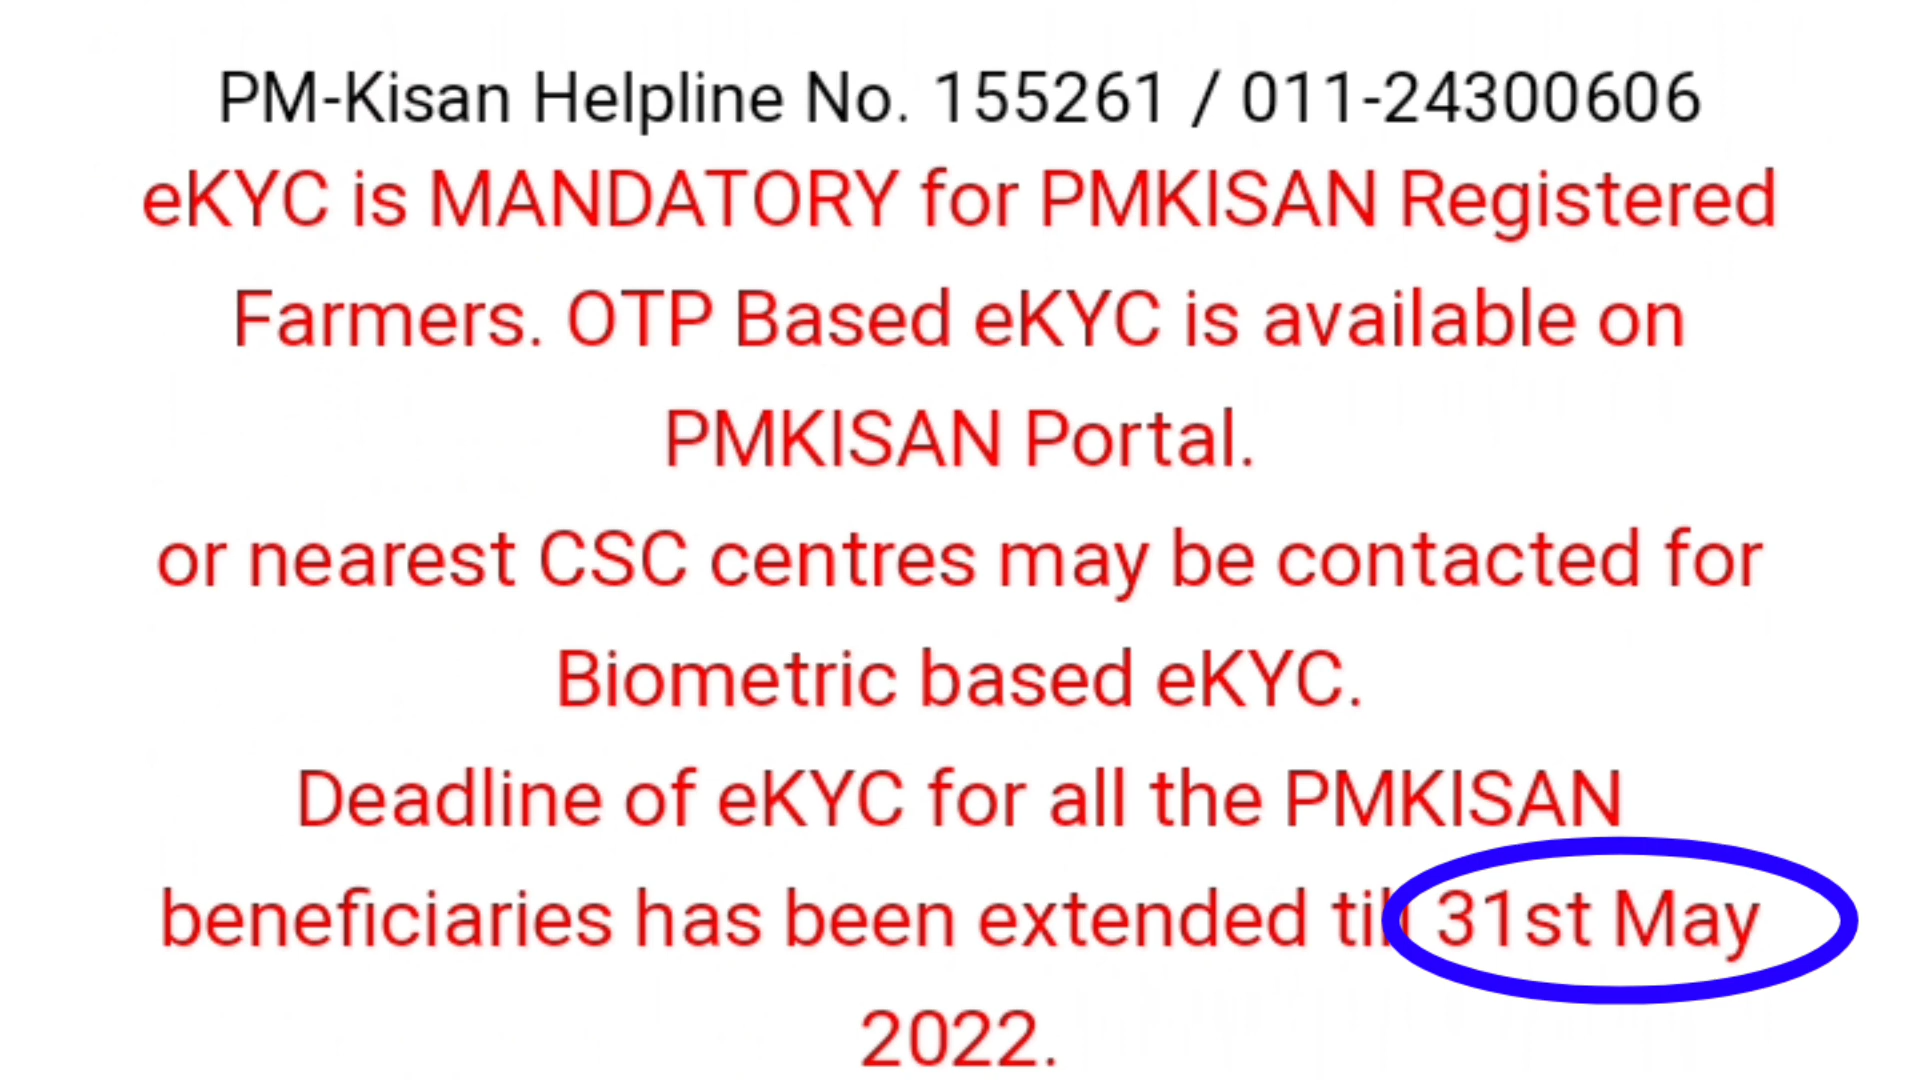 PM-Kisan Helpline No. 155261 / 011-24300606
eKYC is MANDATORY for PMKISAN Registered
Farmers. OTP Based eKYC is available on
PMKISAN Portal.
or nearest CSC centres may be contacted for
Biometric based eKYC.
Deadline of eKYC for all the PMKISAN
beneficiaries has been extended till 31st May
2022.